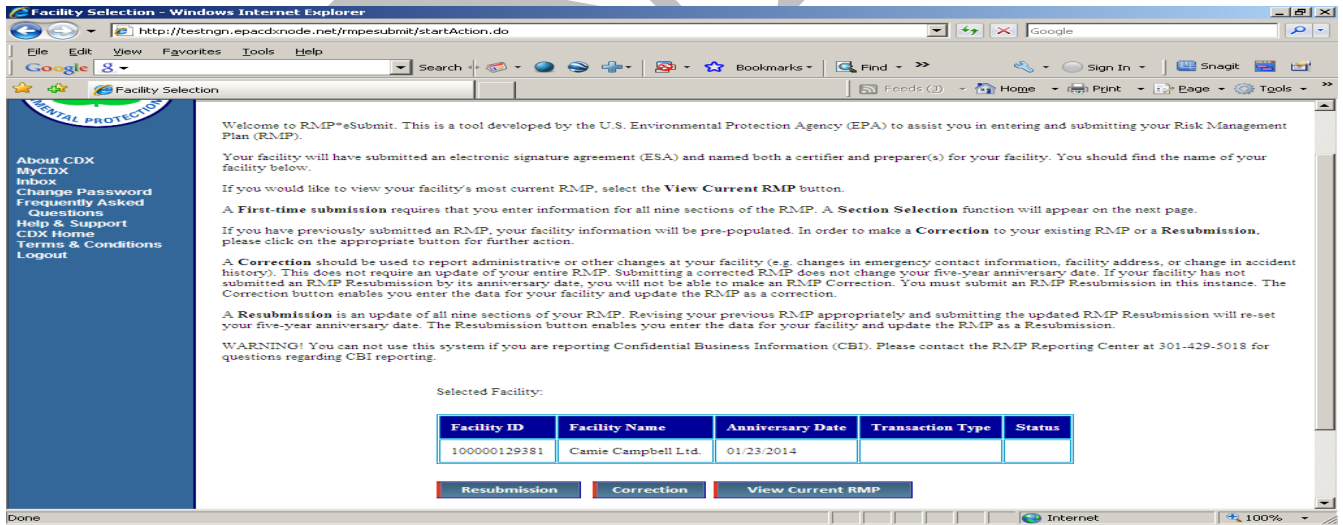 Facility Selection - Windows Internet Explorer
http://testngn.epacdxnode.net/rmpesubmit/startAction.do
Google
File Edit View Favorites Tools Help
Google
Search
Bookmarks
Find
Sign In
Snagit
Facility Selection
Feeds (J)
Home
Print
Page
Tools
MENTAL PROTECTION
About CDX
MyCDX
Inbox
Change Password
Frequently Asked
Questions
Help & Support
CDX Home
Terms & Conditions
Logout
Welcome to RMP*eSubmit. This is a tool developed by the U.S. Environmental Protection Agency (EPA) to assist you in entering and submitting your Risk Management
Plan (RMP).
Your facility will have submitted an electronic signature agreement (ESA) and named both a certifier and preparer(s) for your facility. You should find the name of your
facility below.
If you would like to view your facility's most current RMP, select the View Current RMP button.
A First-time submission requires that you enter information for all nine sections of the RMP. A Section Selection function will appear on the next page.
If you have previously submitted an RMP, your facility information will be pre-populated. In order to make a Correction to your existing RMP or a Resubmission,
please click on the appropriate button for further action.
A Correction should be used to report administrative or other changes at your facility (e.g. changes in emergency contact information, facility address, or change in accident
history). This does not require an update of your entire RMP. Submitting a corrected RMP does not change your five-year anniversary date. If your facility has not
submitted an RMP Resubmission by its anniversary date, you will not be able to make an RMP Correction. You must submit an RMP Resubmission in this instance. The
Correction button enables you enter the data for your facility and update the RMP as a correction.
A Resubmission is an update of all nine sections of your RMP. Revising your previous RMP appropriately and submitting the updated RMP Resubmission will re-set
your five-year anniversary date. The Resubmission button enables you enter the data for your facility and update the RMP as a Resubmission.
WARNING! You can not use this system if you are reporting Confidential Business Information (CBI). Please contact the RMP Reporting Center at 301-429-5018 for
questions regarding CBI reporting.
Selected Facility:
Facility ID Facility Name Anniversary Date Transaction Type Status
100000129381 Camie Campbell Ltd. 01/23/2014
Resubmission Correction View Current RMP
Done
Internet
100%